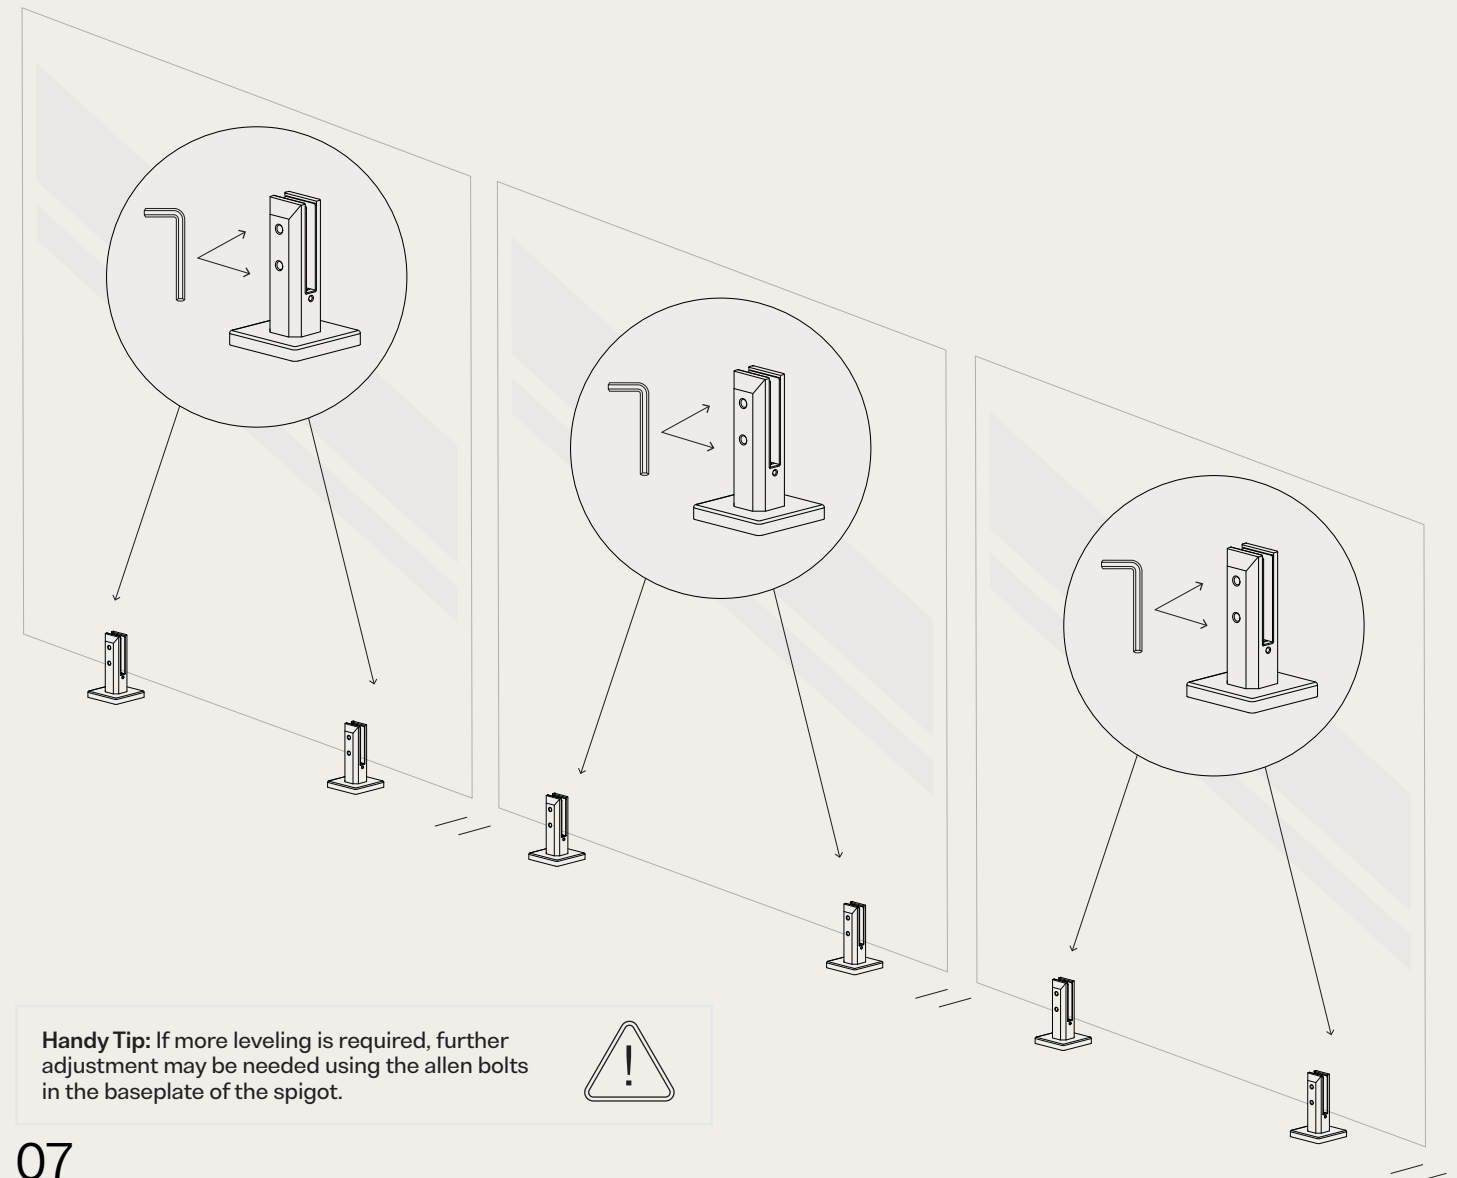 Handy Tip: If more leveling is required, further
adjustment may be needed using the allen bolts
in the baseplate of the spigot.
!
07